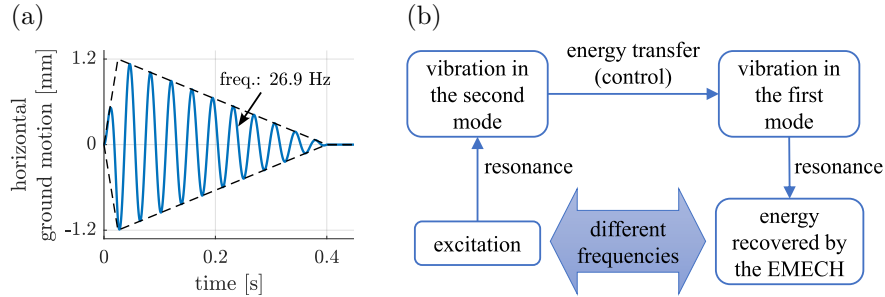 (a)
horizontal
ground motion [mm]
1.2
0
-1.2
freq.: 26.9 Hz
0
0.2
0.4
time [s]
(b)
vibration in
the second
mode
energy transfer
(control)
vibration in
the first
mode
resonance
resonance
excitation
different
frequencies
energy
recovered by
the EMECH